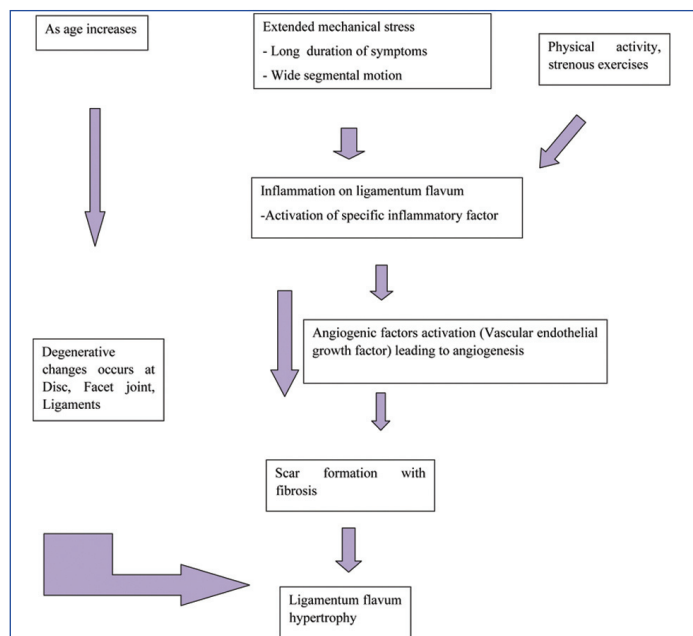 As age increases
Extended mechanical stress
- Long duration of symptoms
- Wide segmental motion
Physical activity,
strenous exercises
Inflammation on ligamentum flavum
-Activation of specific inflammatory factor
Angiogenic factors activation (Vascular endothelial
growth factor) leading to angiogenesis
Degenerative
changes occurs at
Disc, Facet joint,
Ligaments
Scar formation with
fibrosis
Ligamentum flavum
hypertrophy